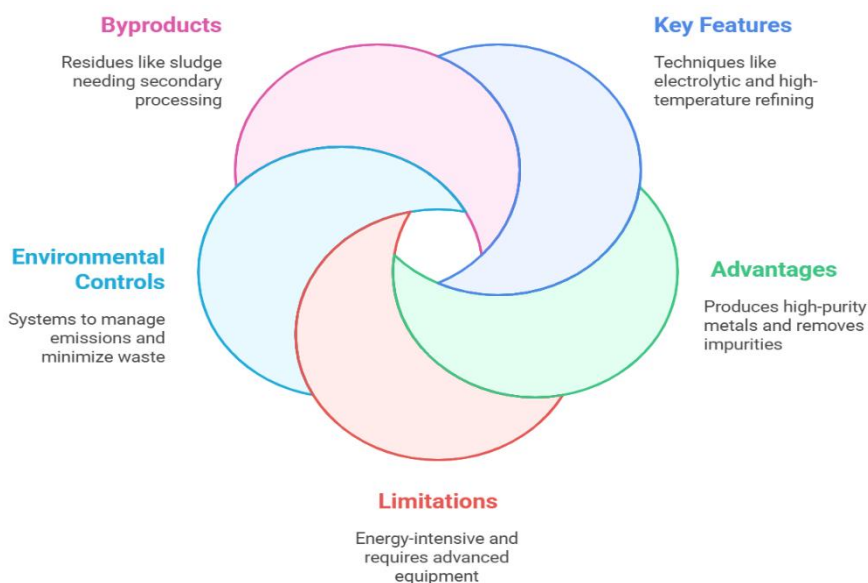 Byproducts
Residues like sludge
needing secondary
processing
Key Features
Techniques like
electrolytic and high-
temperature refining
Environmental
Controls
Systems to manage
emissions and
minimize waste
Advantages
Produces high-purity
metals and removes
impurities
Limitations
Energy-intensive and
requires advanced
equipment